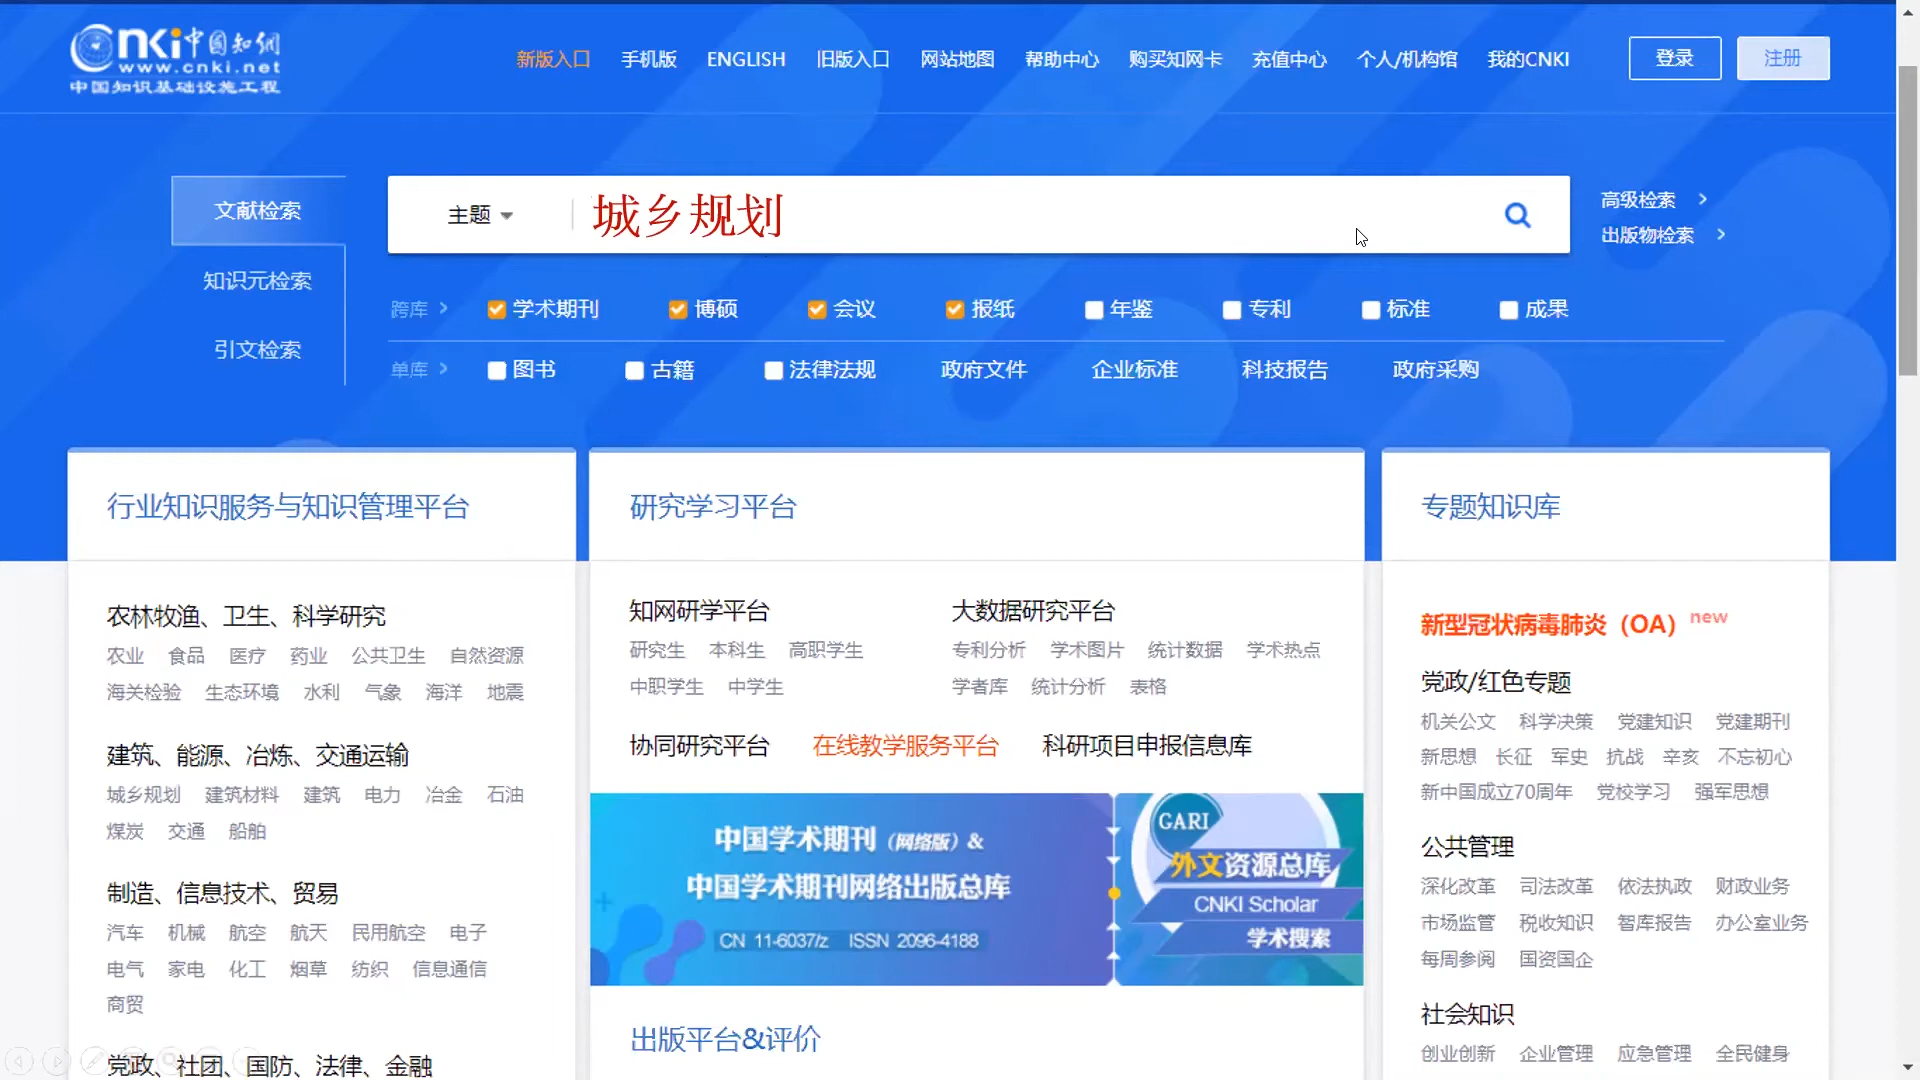 CNKI中国知网
www.cnki.net
中国知识基础设施工程
新版入口 手机版 ENGLISH 旧版入口 网站地图 帮助中心 购买知网卡 充值中心 个人/机构馆 我的CNKI 登录 注册
文献检索
知识元检索
引文检索
主题 城乡规划
高级检索 >
出版物检索 >
跨库 > 学术期刊 博硕 会议 报纸 年鉴 专利 标准 成果
单库 > 图书 古籍 法律法规 政府文件 企业标准 科技报告 政府采购
行业知识服务与知识管理平台
农林牧渔、卫生、科学研究
农业 食品 医疗 药业 公共卫生 自然资源
海关检验 生态环境 水利 气象 海洋 地震
建筑、能源、冶炼、交通运输
城乡规划 建筑材料 建筑 电力 冶金 石油
煤炭 交通 船舶
制造、信息技术、贸易
汽车 机械 航空 航天 民用航空 电子
电气 家电 化工 烟草 纺织 信息通信
商贸
党政、社团、国防、法律、金融
研究学习平台
知网研学平台
研究生 本科生 高职学生
中职学生 中学生
大数据研究平台
专利分析 学术图片 统计数据 学术热点
学者库 统计分析 表格
协同研究平台 在线教学服务平台 科研项目申报信息库
中国学术期刊（网络版）&
中国学术期刊网络出版总库
CN 11-6037/z ISSN 2096-4188
GARI
外文资源总库
CNKI Scholar
学术搜索
出版平台&评价
专题知识库
新型冠状病毒肺炎（OA） new
党政/红色专题
机关公文 科学决策 党建知识 党建期刊
新思想 长征 军史 抗战 辛亥 不忘初心
新中国成立70周年 党校学习 强军思想
公共管理
深化改革 司法改革 依法执政 财政业务
市场监管 税收知识 智库报告 办公室业务
每周参阅 国资国企
社会知识
创业创新 企业管理 应急管理 全民健身